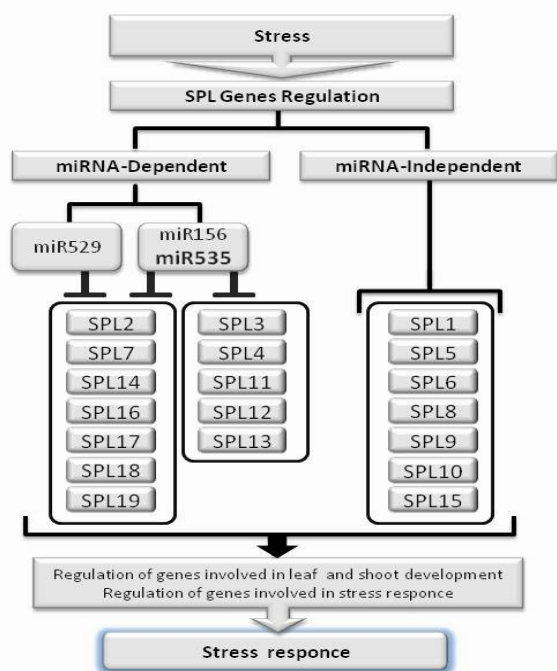 Stress
SPL Genes Regulation
miRNA-Dependent
miRNA-Independent
miR529
miR156
miR535
SPL2
SPL7
SPL14
SPL16
SPL17
SPL18
SPL19
SPL3
SPL4
SPL11
SPL12
SPL13
SPL1
SPL5
SPL6
SPL8
SPL9
SPL10
SPL15
Regulation of genes involved in leaf and shoot development
Regulation of genes involved in stress responce
Stress responce